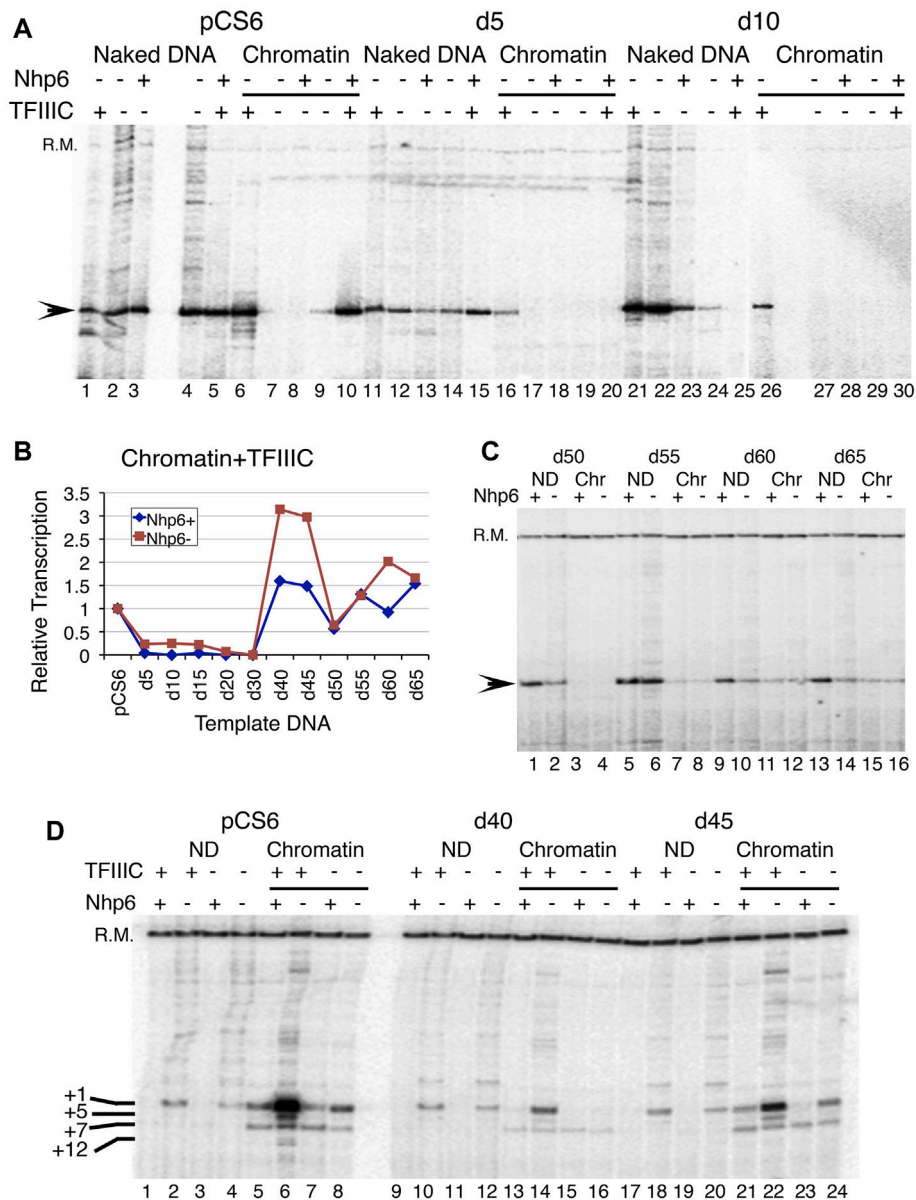 A pCS6 d5 d10
Naked DNA Chromatin Naked DNA Chromatin Naked DNA Chromatin
Nhp6 - - + - + - - + - + - - + - + - - + - + - - + - + - - + - +
TFIIIC + - - - + + - - - + + - - - + + - - - + + - - - + + - - - +
R.M.
1 2 3 4 5 6 7 8 9 10 11 12 13 14 15 16 17 18 19 20 21 22 23 24 25 26 27 28 29 30
B
Chromatin+TFIIIC
Relative Transcription
3.5
3
2.5
2
1.5
1
0.5
0
Nhp6+
Nhp6-
pCS6 d5 d10 d15 d20 d30 d40 d45 d50 d55 d60 d65
Template DNA
C
d50 d55 d60 d65
ND Chr ND Chr ND Chr ND Chr
Nhp6 + - + - + - + - + - + - + - + -
R.M.
1 2 3 4 5 6 7 8 9 10 11 12 13 14 15 16
D pCS6 d40 d45
ND Chromatin ND Chromatin ND Chromatin
TFIIIC + + - - + + - - + + - - + + - - + + - - + + - -
Nhp6 + - + - + - + - + - + - + - + - + - + - + - + -
R.M.
+1
+5
+7
+12
1 2 3 4 5 6 7 8 9 10 11 12 13 14 15 16 17 18 19 20 21 22 23 24